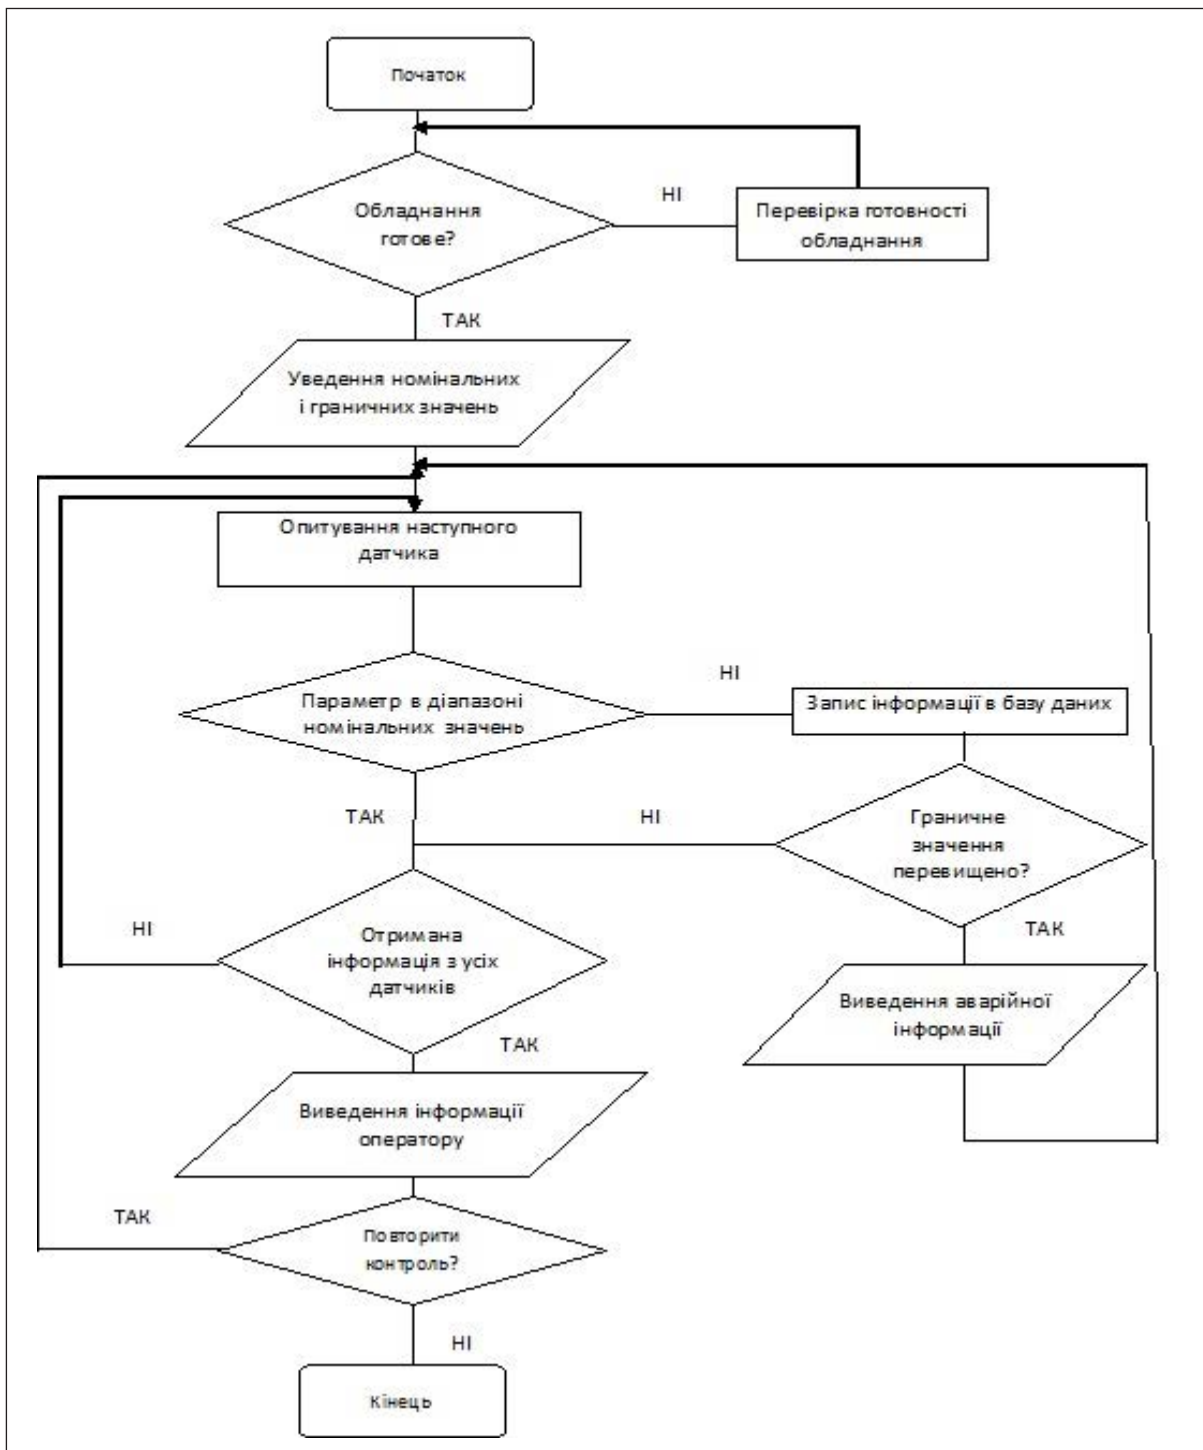 Початок
Обладнання
готове?
НІ
Перевірка готовності
обладнання
ТАК
Уведення номінальних
і граничних значень
Опитування наступного
датчика
Параметр в діапазоні
номінальних значень
НІ
Запис інформації в базу даних
ТАК
НІ
Граничне
значення
перевищено?
НІ
Отримана
інформація з усіх
датчиків
ТАК
Виведення аварійної
інформації
ТАК
Виведення інформації
оператору
ТАК
Повторити
контроль?
НІ
Кінець